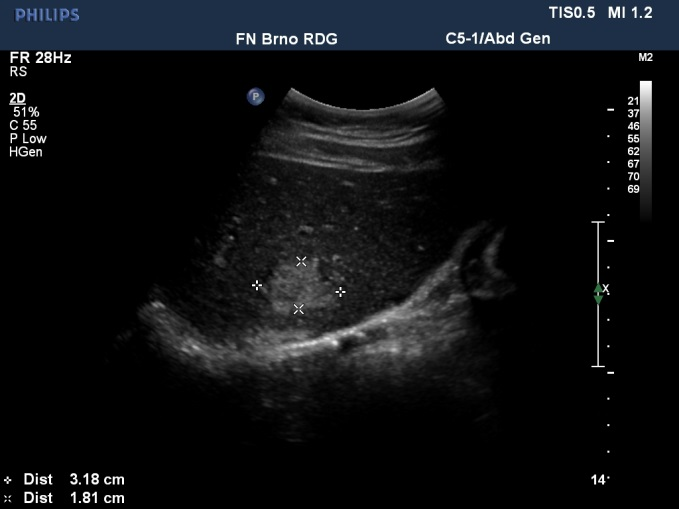 PHILIPS
TIS0.5 MI 1.2
FN Brno RDG
C5-1/Abd Gen
FR 28Hz
RS
M2
2D
51%
C 55
P Low
HGen
P
21
37
46
55
62
67
70
69
X
14
Dist 3.18 cm
Dist 1.81 cm